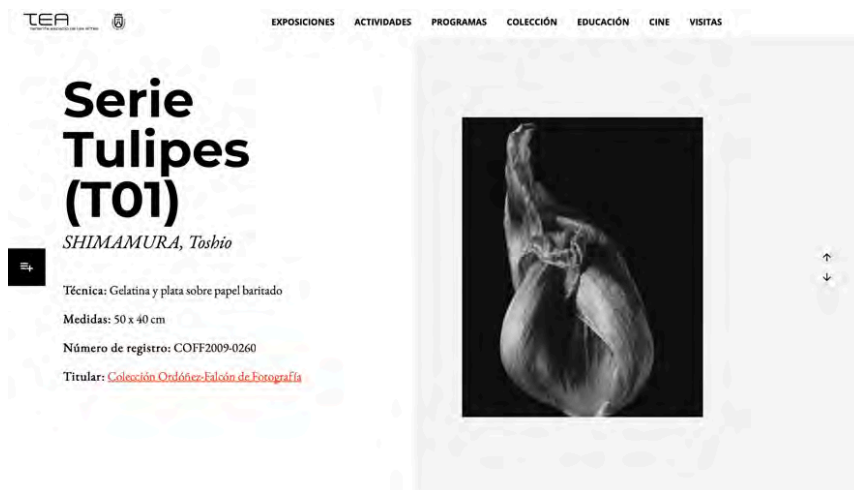 TEA
EXPOSICIONES ACTIVIDADES PROGRAMAS COLECCIÓN EDUCACIÓN CINE VISITAS
Serie
Tulipes
(T01)
SHIMAMURA, Toshio
Técnica: Gelatina y plata sobre papel baritado
Medidas: 50 x 40 cm
Número de registro: COFF2009-0260
Titular: Colección Ordóñez-Falcón de Fotografía